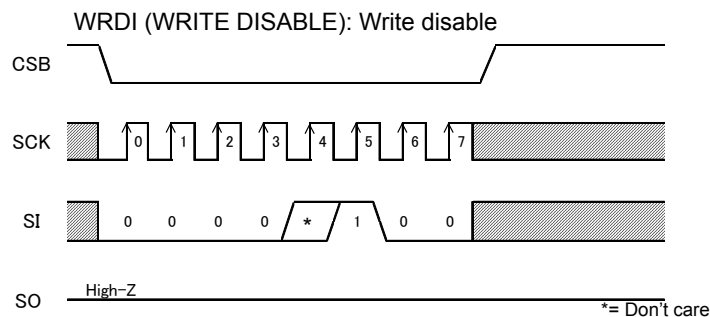 WRDI (WRITE DISABLE): Write disable
CSB
SCK 0 1 2 3 4 5 6 7
SI 0 0 0 0 * 1 0 0
High-Z
SO
*= Don't care